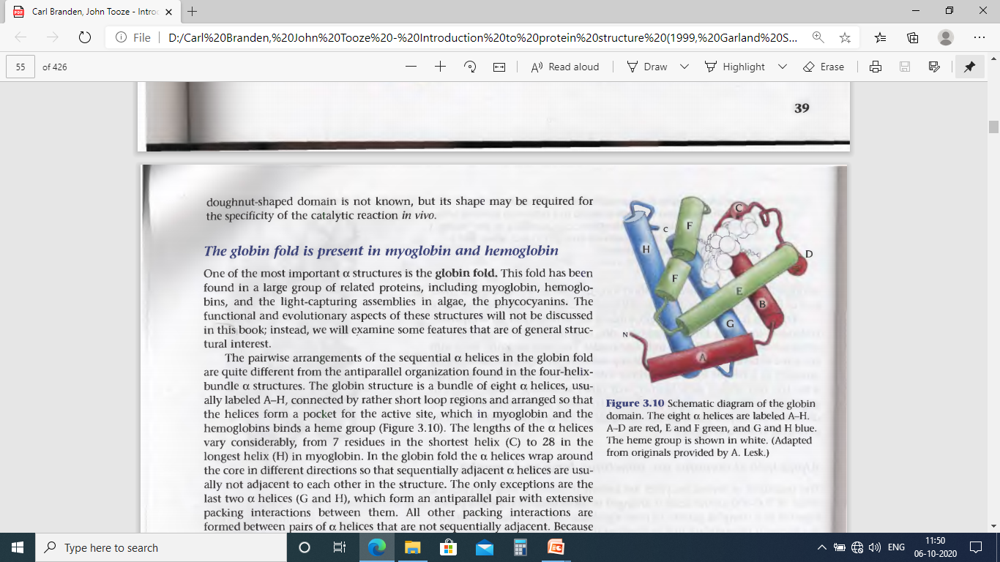 Carl Branden, John Tooze - Introc
File
D:/Carl%20Branden,%20John%20Tooze%20-%20Introduction%20to%20protein%20structure%20(1999,%20Garland%20S...
55
of 426
Read aloud
Draw
Highlight
Erase
39
doughnut-shaped domain is not known, but its shape may be required for
the specificity of the catalytic reaction in vivo.
The globin fold is present in myoglobin and hemoglobin
One of the most important α structures is the globin fold. This fold has been
found in a large group of related proteins, including myoglobin, hemoglo-
bins, and the light-capturing assemblies in algae, the phycocyanins. The
functional and evolutionary aspects of these structures will not be discussed
in this book; instead, we will examine some features that are of general struc-
tural interest.
The pairwise arrangements of the sequential α helices in the globin fold
are quite different from the antiparallel organization found in the four-helix-
bundle α structures. The globin structure is a bundle of eight α helices, usu-
ally labeled A–H, connected by rather short loop regions and arranged so that
the helices form a pocket for the active site, which in myoglobin and the
hemoglobins binds a heme group (Figure 3.10). The lengths of the α helices
vary considerably, from 7 residues in the shortest helix (C) to 28 in the
longest helix (H) in myoglobin. In the globin fold the α helices wrap around
the core in different directions so that sequentially adjacent α helices are usu-
ally not adjacent to each other in the structure. The only exceptions are the
last two α helices (G and H), which form an antiparallel pair with extensive
packing interactions between them. All other packing interactions are
formed between pairs of α helices that are not sequentially adjacent. Because
C
F
C
H
D
F
E
B
G
N
A
Figure 3.10 Schematic diagram of the globin
domain. The eight α helices are labeled A–H.
A–D are red, E and F green, and G and H blue.
The heme group is shown in white. (Adapted
from originals provided by A. Lesk.)
Type here to search
ENG
11:50
06-10-2020